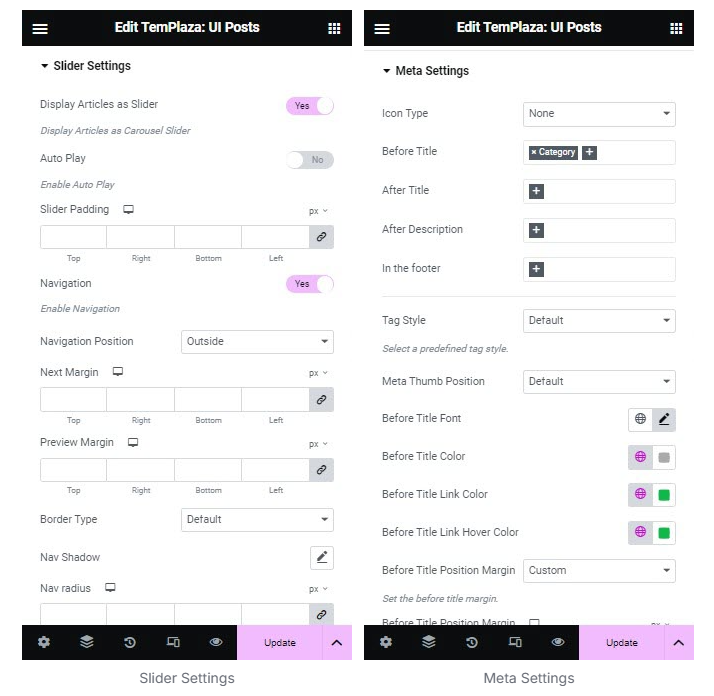 Edit TemPlaza: UI Posts
Slider Settings
Display Articles as Slider
Yes
Display Articles as Carousel Slider
Auto Play
No
Enable Auto Play
Slider Padding
px
Top Right Bottom Left
Navigation
Yes
Enable Navigation
Navigation Position
Outside
Next Margin
px
Top Right Bottom Left
Preview Margin
px
Top Right Bottom Left
Border Type
Default
Nav Shadow
Nav radius
px
Update
Slider Settings
Edit TemPlaza: UI Posts
Meta Settings
Icon Type
None
Before Title
× Category
After Title
After Description
In the footer
Tag Style
Default
Select a predefined tag style.
Meta Thumb Position
Default
Before Title Font
Before Title Color
Before Title Link Color
Before Title Link Hover Color
Before Title Position Margin
Custom
Set the before title margin.
Before Title Position Margin
px
Update
Meta Settings